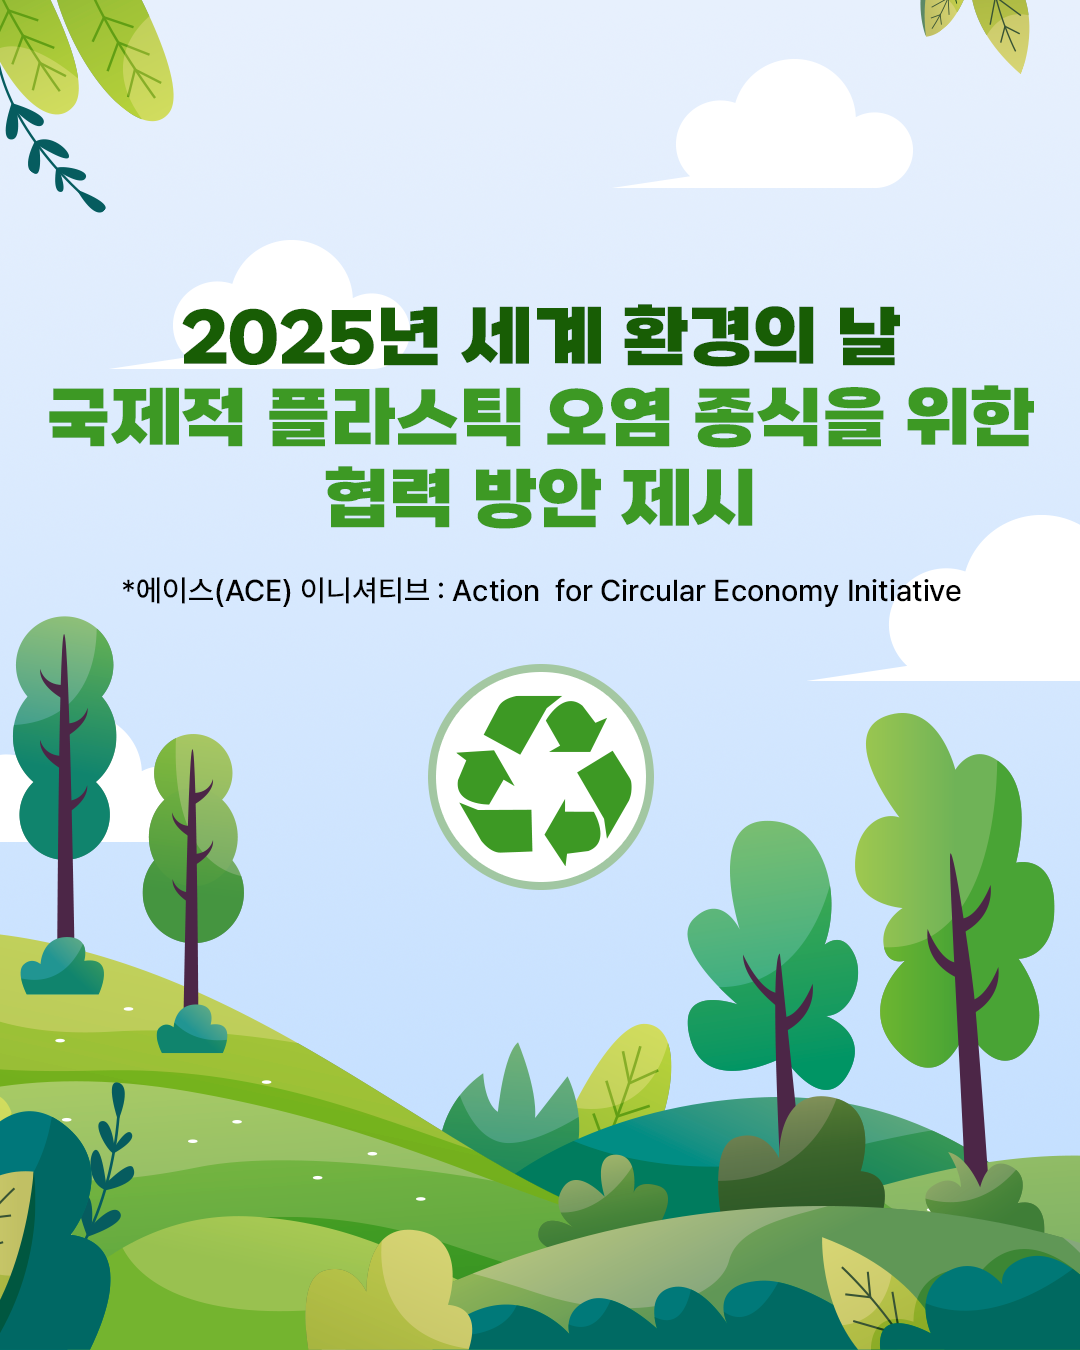 2025년 세계 환경의 날
국제적 플라스틱 오염 종식을 위한
협력 방안 제시
*에이스(ACE) 이니셔티브 : Action  for Circular Economy Initiative